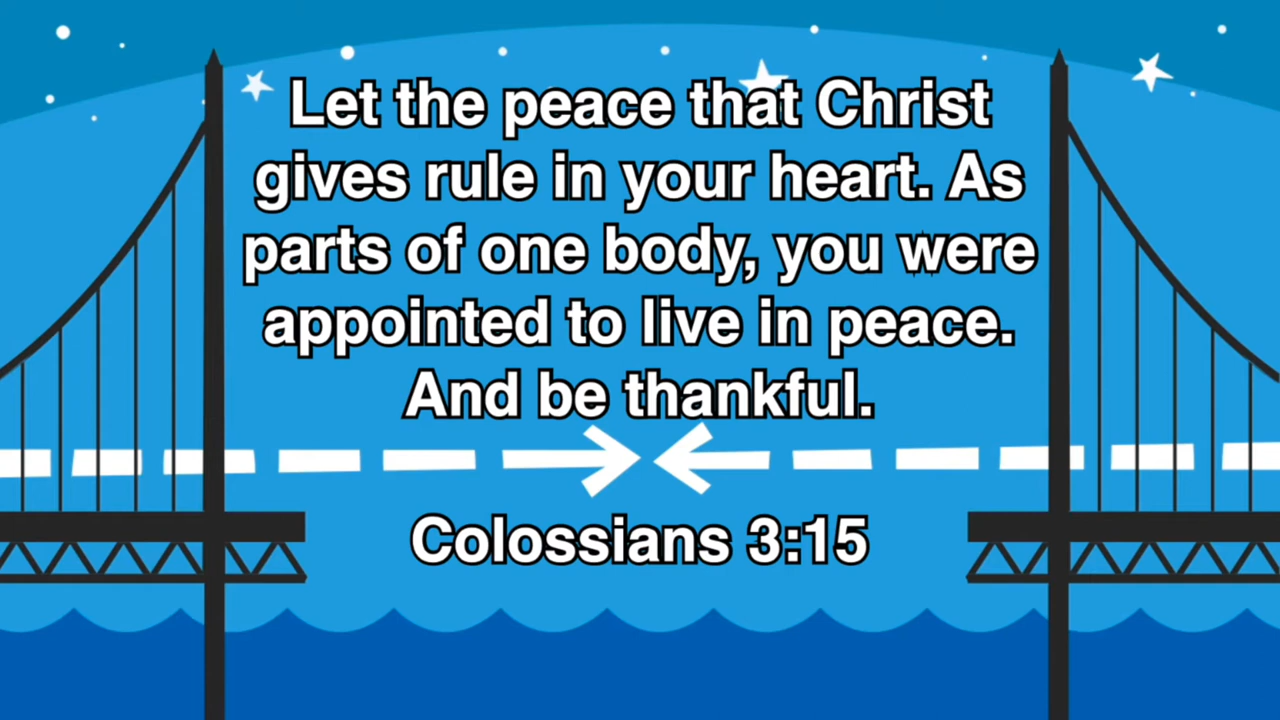 Let the peace that Christ
gives rule in your heart. As
parts of one body, you were
appointed to live in peace.
And be thankful.
Colossians 3:15